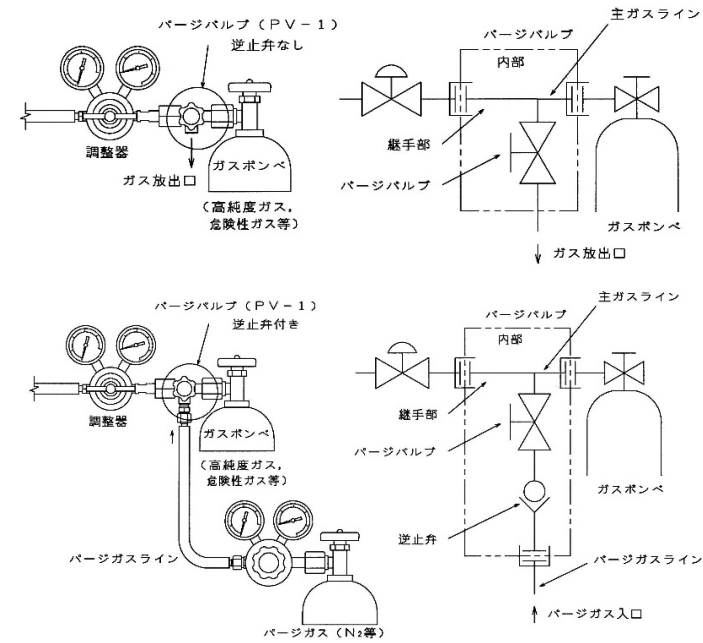 パージバルブ(PV-1)
逆止弁なし
調整器
ガス放出口
ガスボンベ
(高純度ガス,
危険性ガス等)
主ガスライン
パージバルブ
内部
継手部
パージバルブ
ガスボンベ
ガス放出口
パージバルブ(PV-1)
逆止弁付き
調整器
ガスボンベ
(高純度ガス,
危険性ガス等)
パージガスライン
パージガス(N₂等)
主ガスライン
パージバルブ
内部
継手部
パージバルブ
ガスボンベ
逆止弁
パージガスライン
パージガス入口